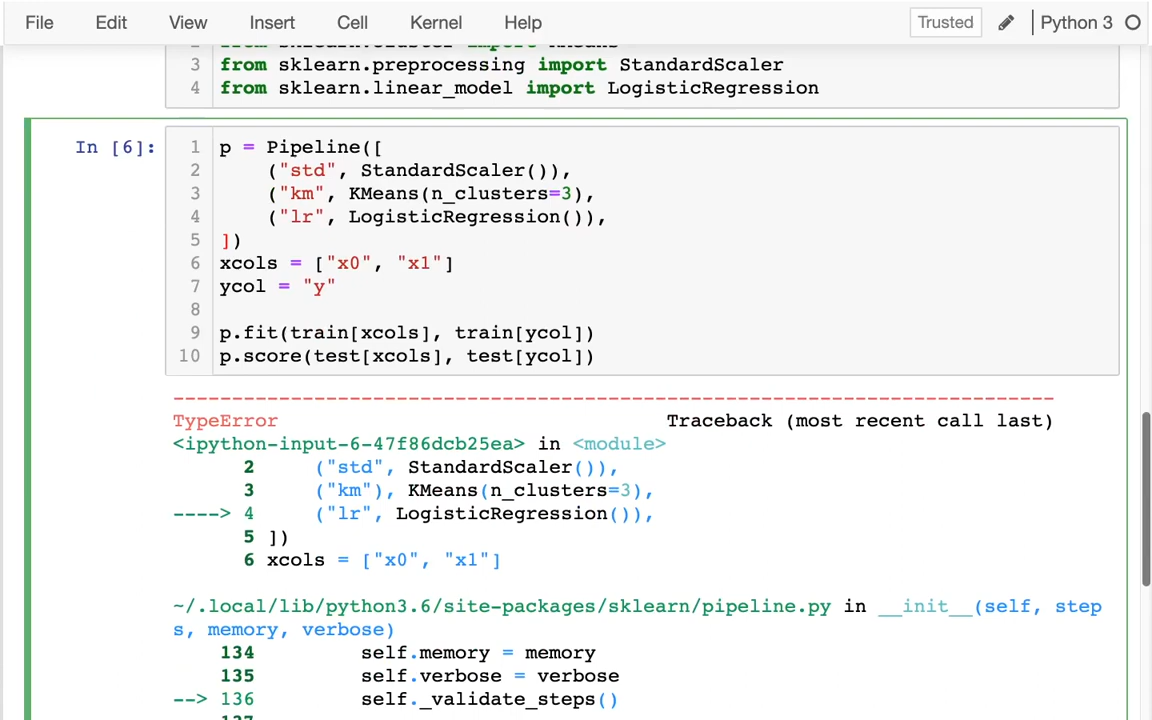 File Edit View Insert Cell Kernel Help Trusted Python 3
3 from sklearn.preprocessing import StandardScaler
4 from sklearn.linear_model import LogisticRegression
In [6]:
1 p = Pipeline([
2 ("std", StandardScaler()),
3 ("km", KMeans(n_clusters=3),
4 ("lr", LogisticRegression()),
5 ])
6 xcols = ["x0", "x1"]
7 ycol = "y"
8
9 p.fit(train[xcols], train[ycol])
10 p.score(test[xcols], test[ycol])
---------------------------------------------------------------------------
TypeError Traceback (most recent call last)
<ipython-input-6-47f86dcb25ea> in <module>
2 ("std", StandardScaler()),
3 ("km"), KMeans(n_clusters=3),
----> 4 ("lr", LogisticRegression()),
5 ])
6 xcols = ["x0", "x1"]
~/.local/lib/python3.6/site-packages/sklearn/pipeline.py in __init__(self, step
s, memory, verbose)
134 self.memory = memory
135 self.verbose = verbose
--> 136 self._validate_steps()